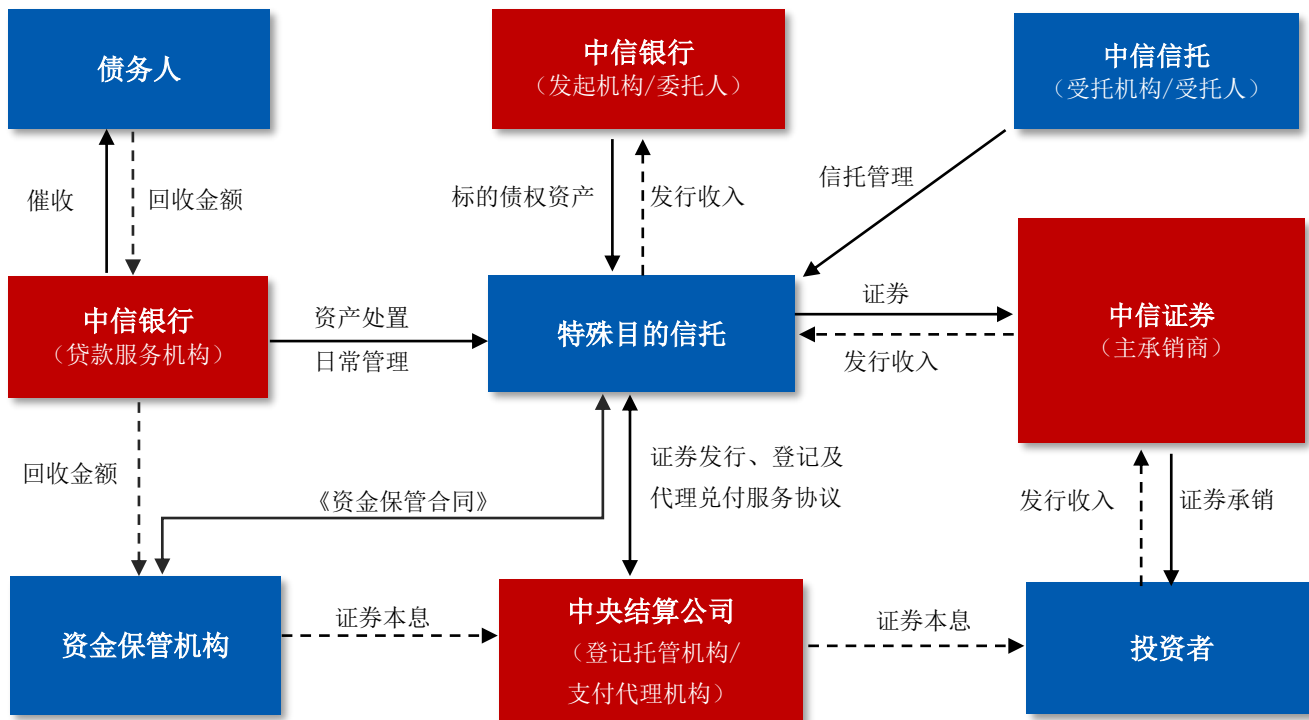 债务人
中信银行
（发起机构/委托人）
中信信托
（受托机构/受托人）
催收
回收金额
标的债权资产
发行收入
信托管理
中信银行
（贷款服务机构）
资产处置
日常管理
特殊目的信托
证券
发行收入
中信证券
（主承销商）
回收金额
《资金保管合同》
证券发行、登记及
代理兑付服务协议
发行收入
证券承销
资金保管机构
证券本息
中央结算公司
（登记托管机构/
支付代理机构）
证券本息
投资者